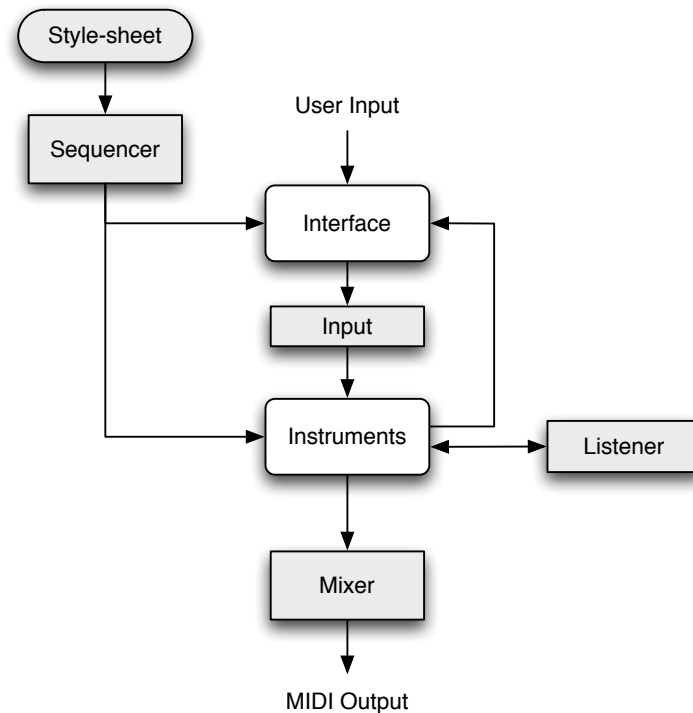 Style-sheet
User Input
Sequencer
Interface
Input
Instruments
Listener
Mixer
MIDI Output